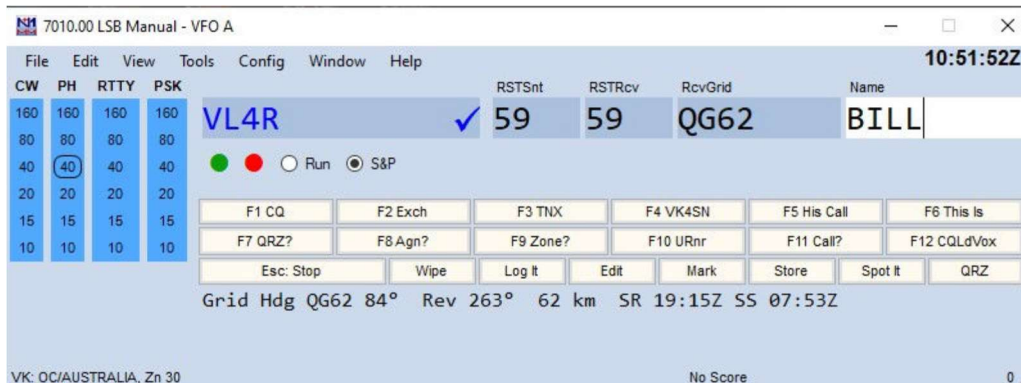 N1MM 7010.00 LSB Manual - VFO A
File Edit View Tools Config Window Help 10:51:52Z
CW PH RTTY PSK RSTSnt RSTRcv RcvGrid Name
160 160 160 160 VL4R 59 59 QG62 BILL
80 80 80 80
40 40 40 40 Run S&P
20 20 20 20
15 15 15 15 F1 CQ F2 Exch F3 TNX F4 VK4SN F5 His Call F6 This Is
10 10 10 10 F7 QRZ? F8 Agn? F9 Zone? F10 URnr F11 Call? F12 CQLdVox
Esc: Stop Wipe Log It Edit Mark Store Spot It QRZ
Grid Hdg QG62 84° Rev 263° 62 km SR 19:15Z SS 07:53Z
VK: OC/AUSTRALIA, Zn 30 No Score 0